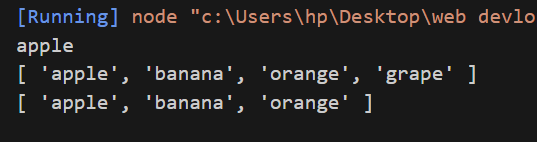 [Running] node "c:\Users\hp\Desktop\web devlo
apple
[ 'apple', 'banana', 'orange', 'grape' ]
[ 'apple', 'banana', 'orange' ]